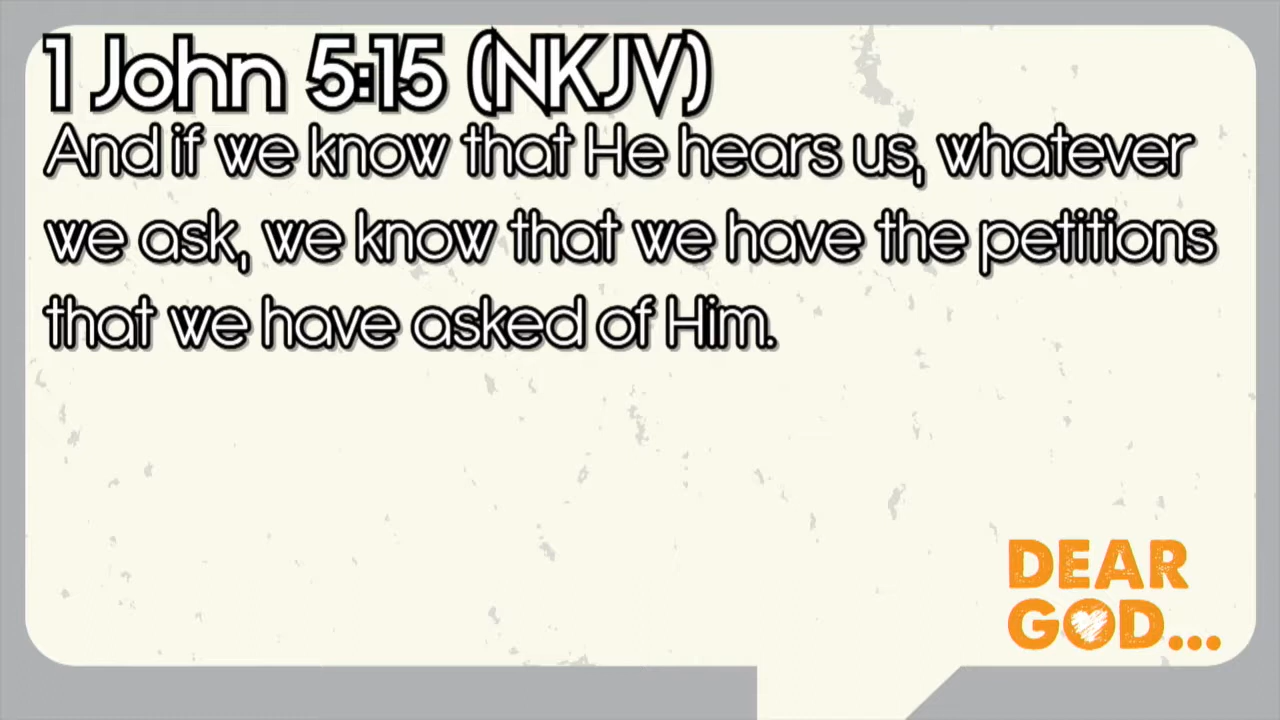 1 John 5:15 (NKJV)
And if we know that He hears us, whatever
we ask, we know that we have the petitions
that we have asked of Him.
DEAR
GOD...